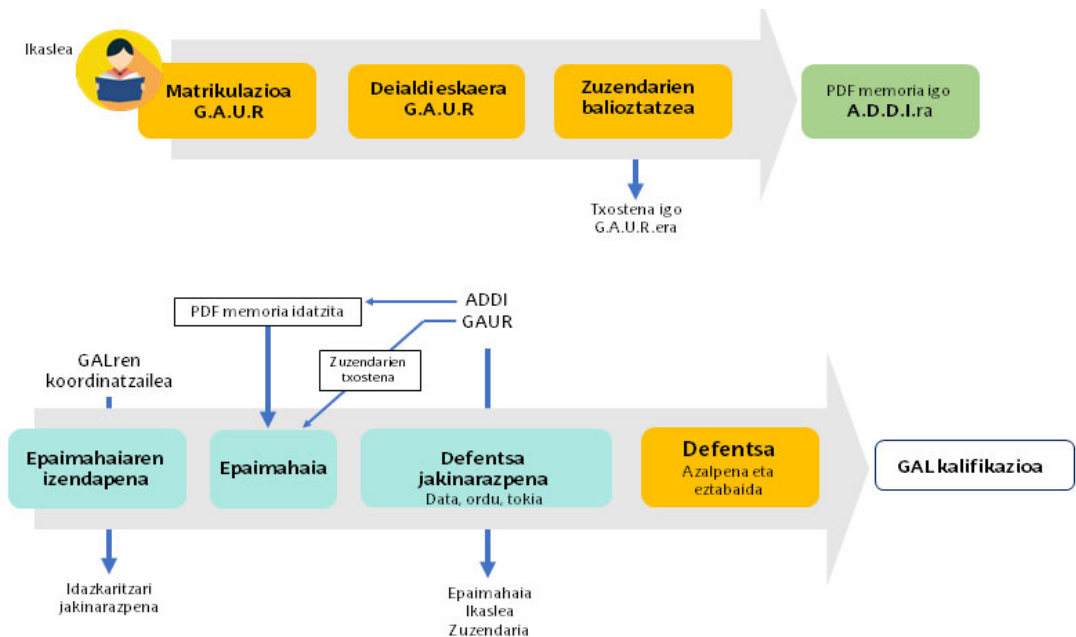 Ikaslea
Matrikulazioa
G.A.U.R
Deialdi eskaera
G.A.U.R
Zuzendarien
balioztatzea
PDF memoria igo
A.D.D.I.ra
Txostena igo
G.A.U.R.era
PDF memoria idatzita
ADDI
GAUR
Zuzendarien
txostena
GALren
koordinatzailea
Epaimahaiaren
izendapena
Epaimahaia
Defentsa
jakinarazpena
Data, ordu, tokia
Defentsa
Azalpena eta
eztabaida
GAL kalifikazioa
Idazkaritzari
jakinarazpena
Epaimahaia
Ikaslea
Zuzendaria